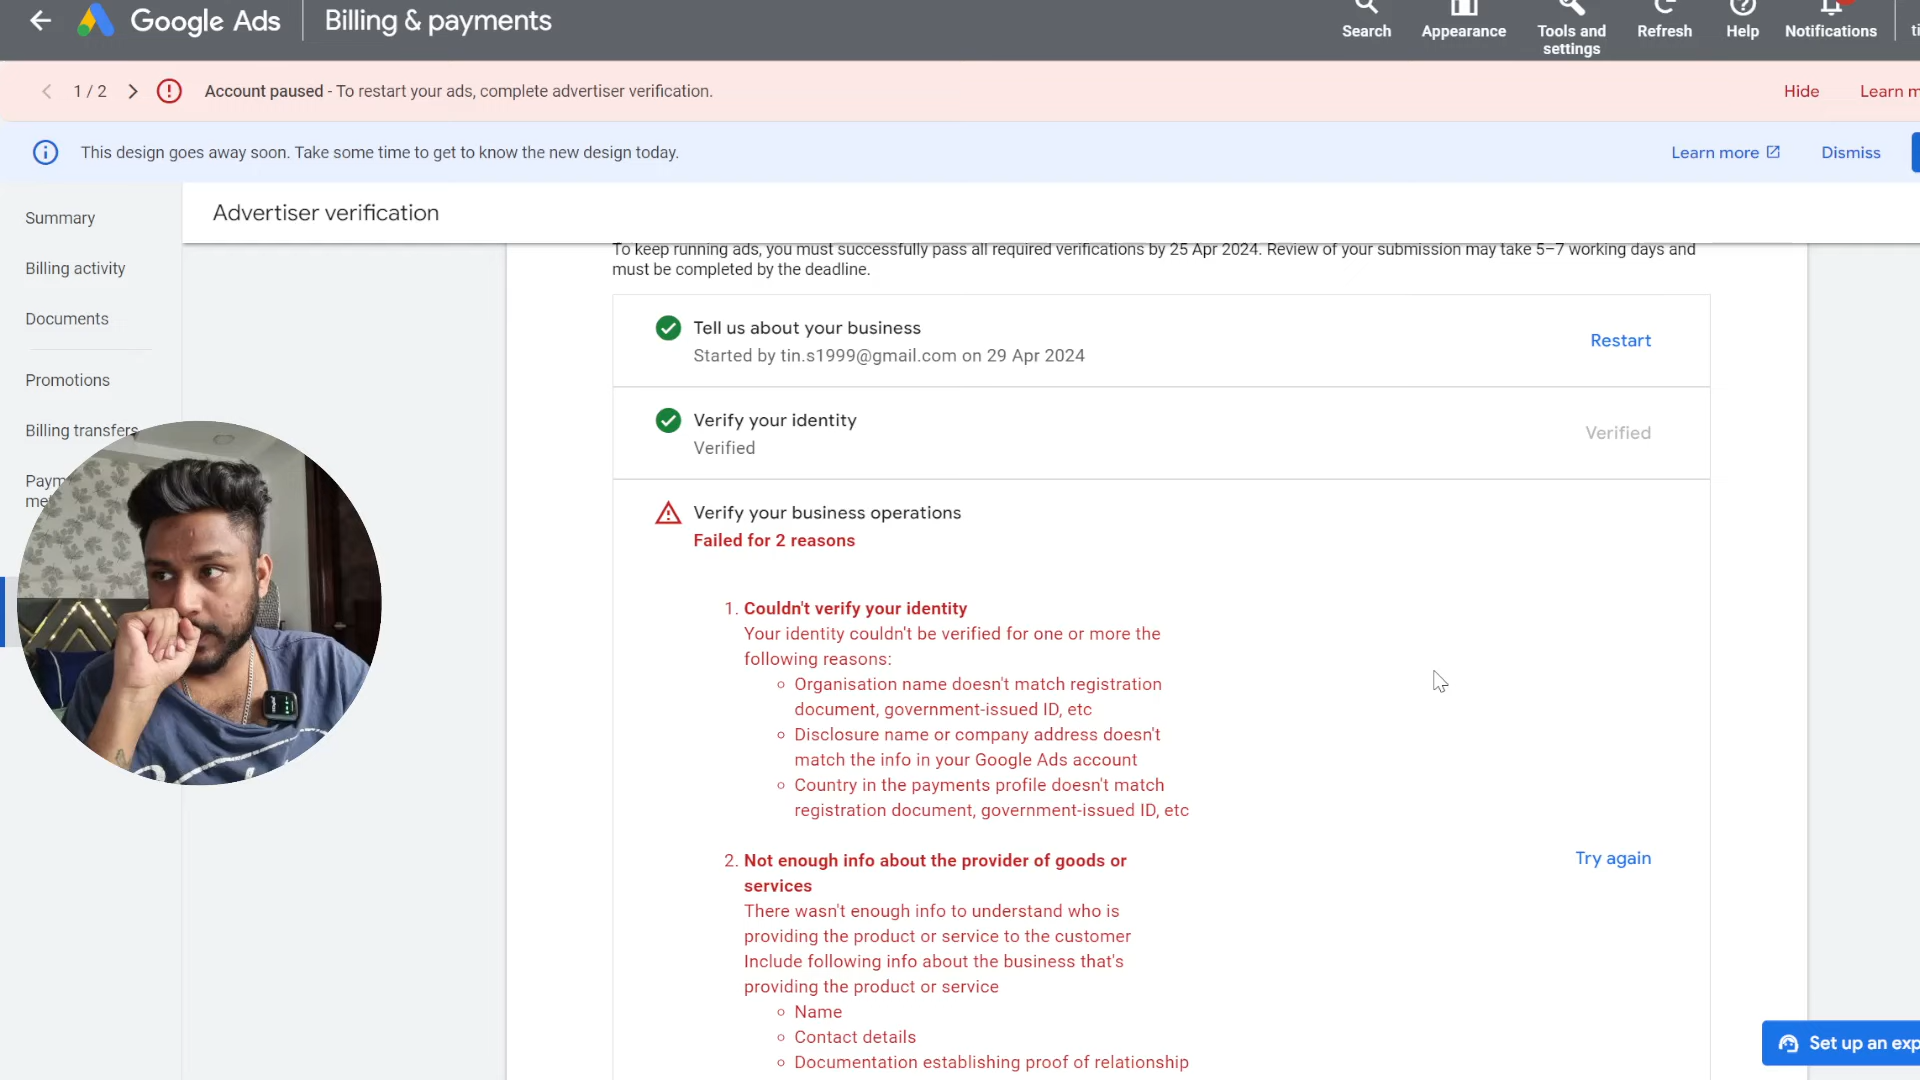 Google Ads
Billing & payments
Search
Appearance
Tools and
settings
Refresh
Help
Notifications
1 / 2
Account paused - To restart your ads, complete advertiser verification.
Hide
Learn m
This design goes away soon. Take some time to get to know the new design today.
Learn more
Dismiss
Summary
Billing activity
Documents
Promotions
Billing transfers
Paym
me
Advertiser verification
To keep running ads, you must successfully pass all required verifications by 25 Apr 2024. Review of your submission may take 5–7 working days and
must be completed by the deadline.
Tell us about your business
Started by tin.s1999@gmail.com on 29 Apr 2024
Restart
Verify your identity
Verified
Verified
Verify your business operations
Failed for 2 reasons
1. Couldn't verify your identity
Your identity couldn't be verified for one or more the
following reasons:
Organisation name doesn't match registration
document, government-issued ID, etc
Disclosure name or company address doesn't
match the info in your Google Ads account
Country in the payments profile doesn't match
registration document, government-issued ID, etc
2. Not enough info about the provider of goods or
services
There wasn't enough info to understand who is
providing the product or service to the customer
Include following info about the business that's
providing the product or service
Name
Contact details
Documentation establishing proof of relationship
Try again
Set up an exp